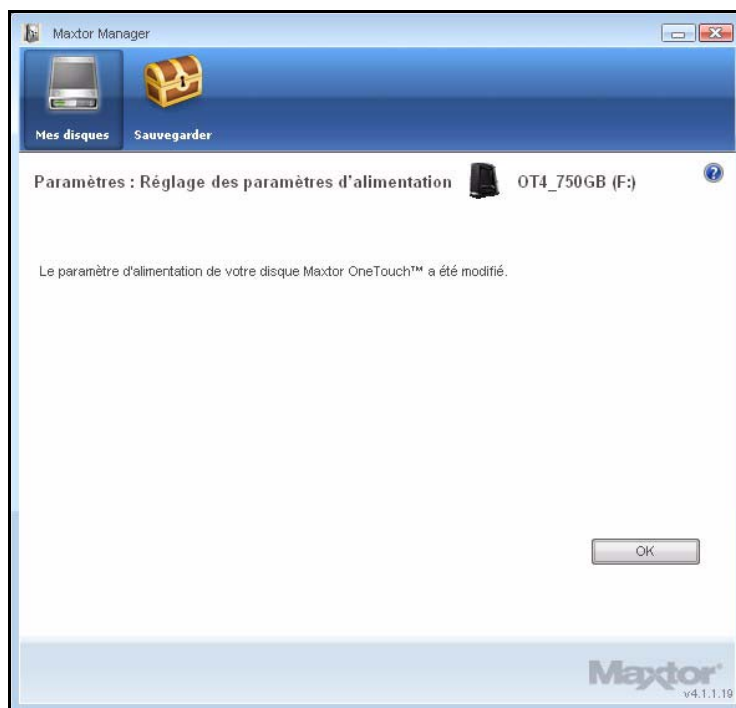 Maxtor Manager
Mes disques
Sauvegarder
Paramètres : Réglage des paramètres d'alimentation
OT4_750GB (F:)
Le paramètre d'alimentation de votre disque Maxtor OneTouch™ a été modifié.
OK
Maxtor
v4.1.1.19